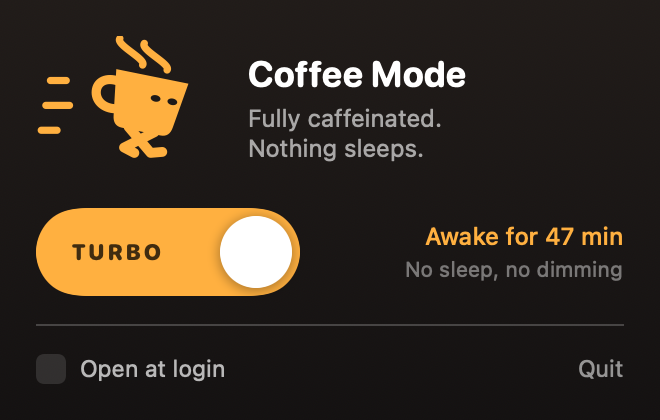 Coffee Mode
Fully caffeinated.
Nothing sleeps.
TURBO
Awake for 47 min
No sleep, no dimming
Open at login
Quit